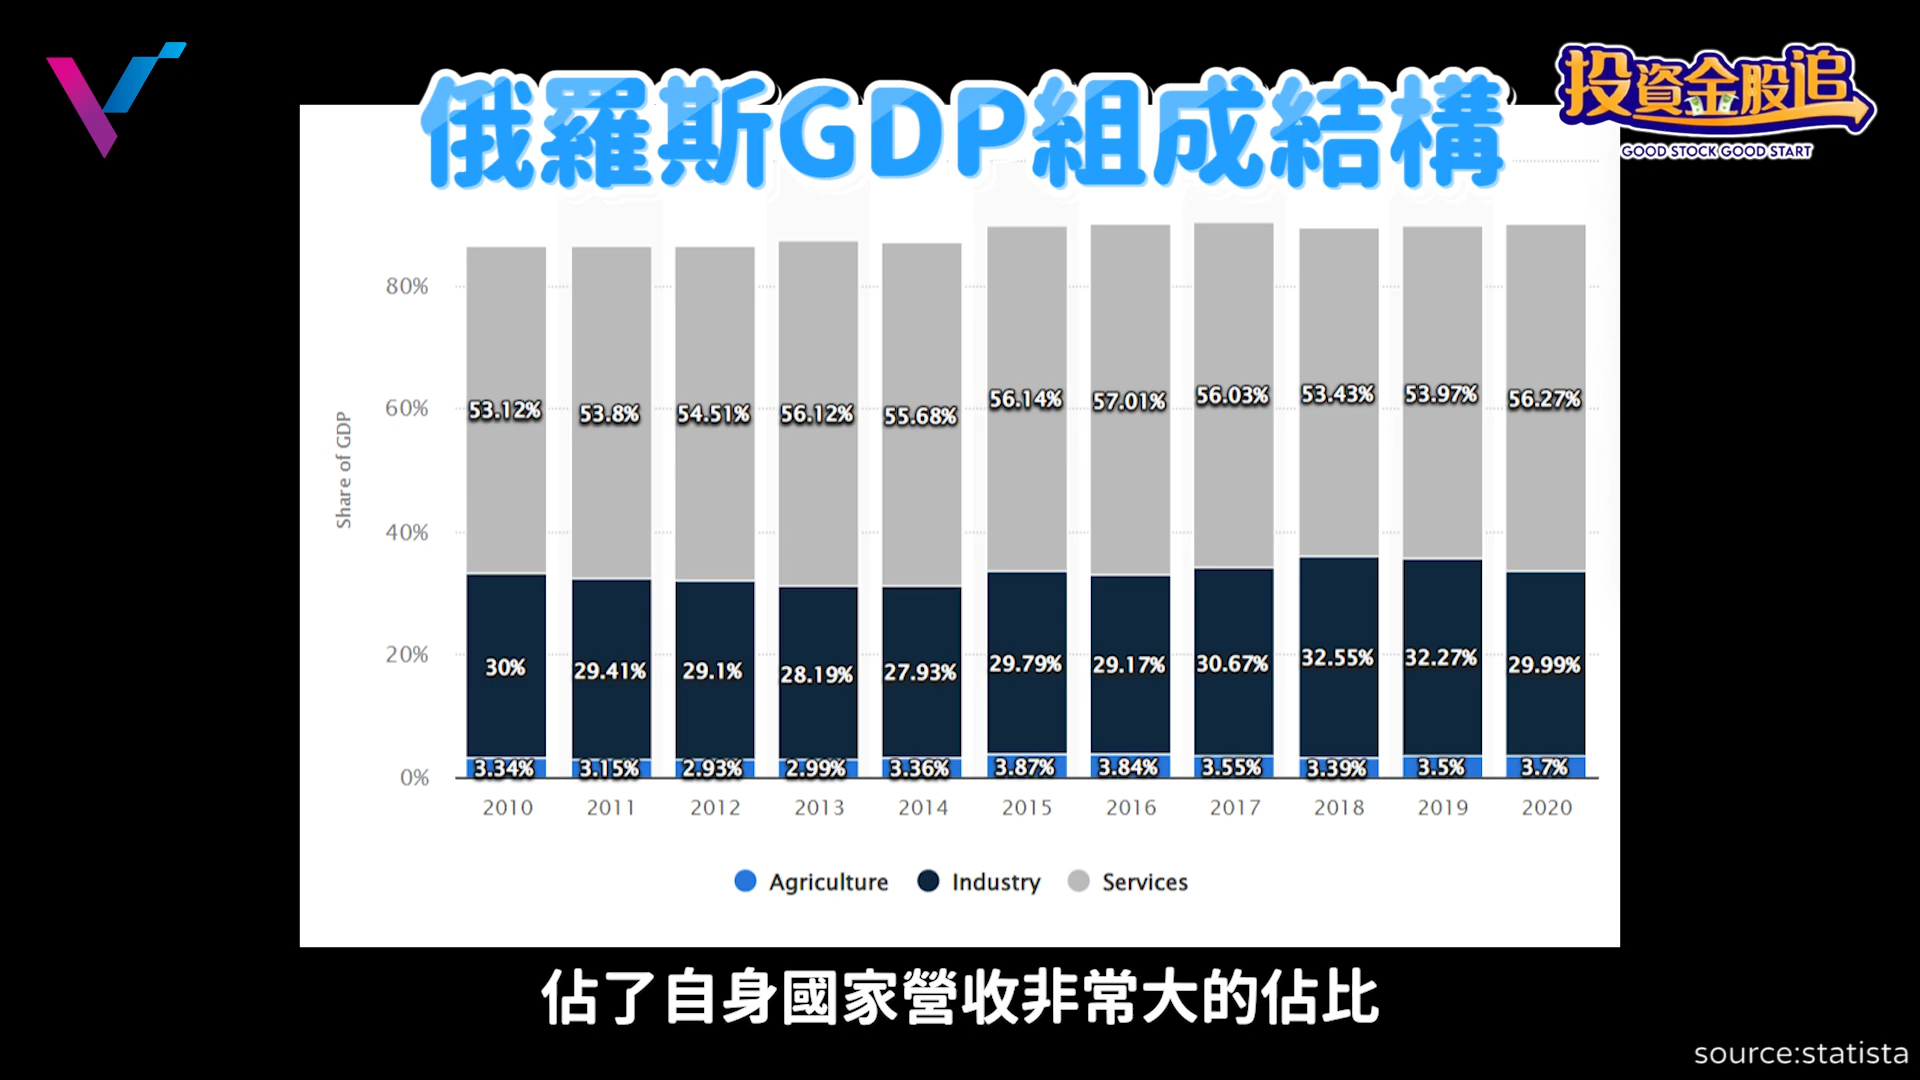 俄羅斯GDP組成結構
投資金股追
GOOD STOCK GOOD START
Share of GDP
80%
60%
40%
20%
0%
53.12% 53.8% 54.51% 56.12% 55.68% 56.14% 57.01% 56.03% 53.43% 53.97% 56.27%
30% 29.41% 29.1% 28.19% 27.93% 29.79% 29.17% 30.67% 32.55% 32.27% 29.99%
3.34% 3.15% 2.93% 2.99% 3.36% 3.87% 3.84% 3.55% 3.39% 3.5% 3.7%
2010 2011 2012 2013 2014 2015 2016 2017 2018 2019 2020
Agriculture Industry Services
佔了自身國家營收非常大的佔比
source:statista